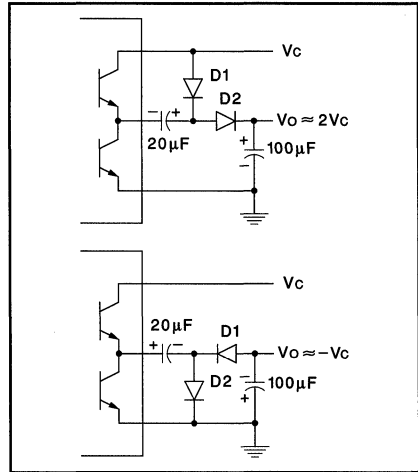 Vc
D1
D2
− +
20µF
Vo ≈ 2Vc
+
−
100µF
Vc
20µF
+ −
D1
D2
Vo ≈ -Vc
−
+
100µF